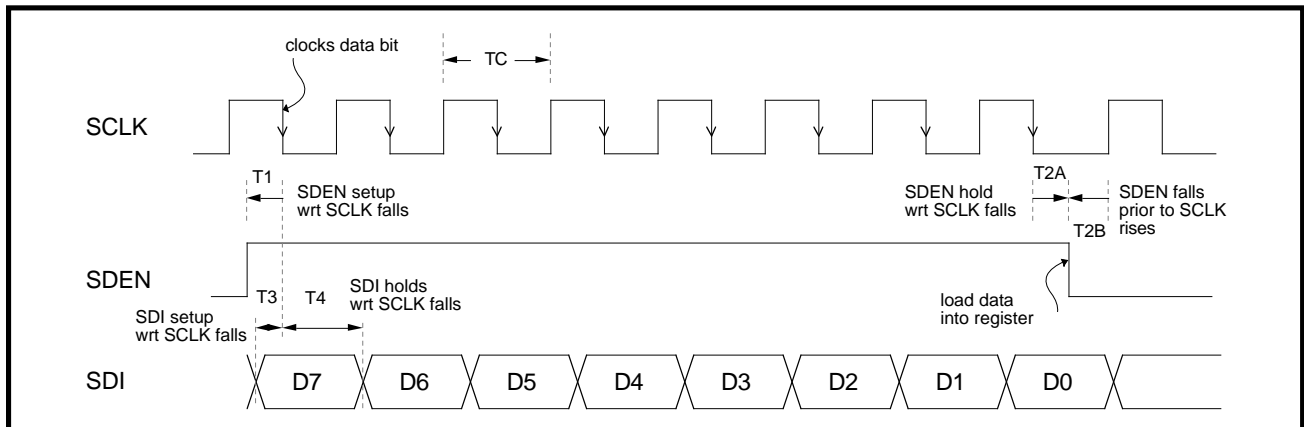 clocks data bit
TC
SCLK
T1
SDEN setup
wrt SCLK falls
SDEN hold
wrt SCLK falls
T2A
SDEN falls
prior to SCLK
rises
T2B
SDEN
T3
T4
SDI holds
wrt SCLK falls
SDI setup
wrt SCLK falls
load data
into register
SDI
D7 D6 D5 D4 D3 D2 D1 D0